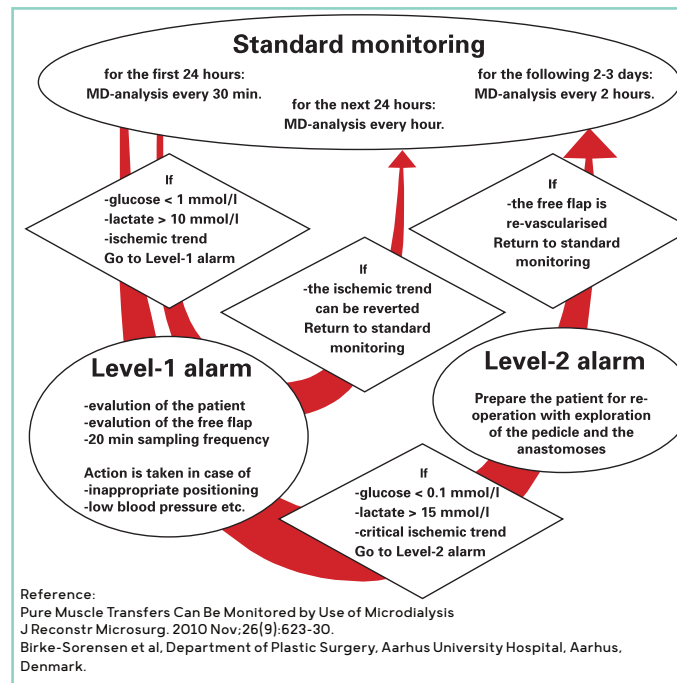 Standard monitoring
for the first 24 hours:
MD-analysis every 30 min.
for the next 24 hours:
MD-analysis every hour.
for the following 2-3 days:
MD-analysis every 2 hours.
If
-glucose < 1 mmol/l
-lactate > 10 mmol/l
-ischemic trend
Go to Level-1 alarm
If
-the ischemic trend
can be reverted
Return to standard
monitoring
If
-the free flap is
re-vascularised
Return to standard
monitoring
Level-1 alarm
-evalution of the patient
-evalution of the free flap
-20 min sampling frequency
Action is taken in case of
-inappropriate positioning
-low blood pressure etc.
Level-2 alarm
Prepare the patient for re-
operation with exploration
of the pedicle and the
anastomoses
If
-glucose < 0.1 mmol/l
-lactate > 15 mmol/l
-critical ischemic trend
Go to Level-2 alarm
Reference:
Pure Muscle Transfers Can Be Monitored by Use of Microdialysis
J Reconstr Microsurg. 2010 Nov;26(9):623-30.
Birke-Sorensen et al, Department of Plastic Surgery, Aarhus University Hospital, Aarhus,
Denmark.